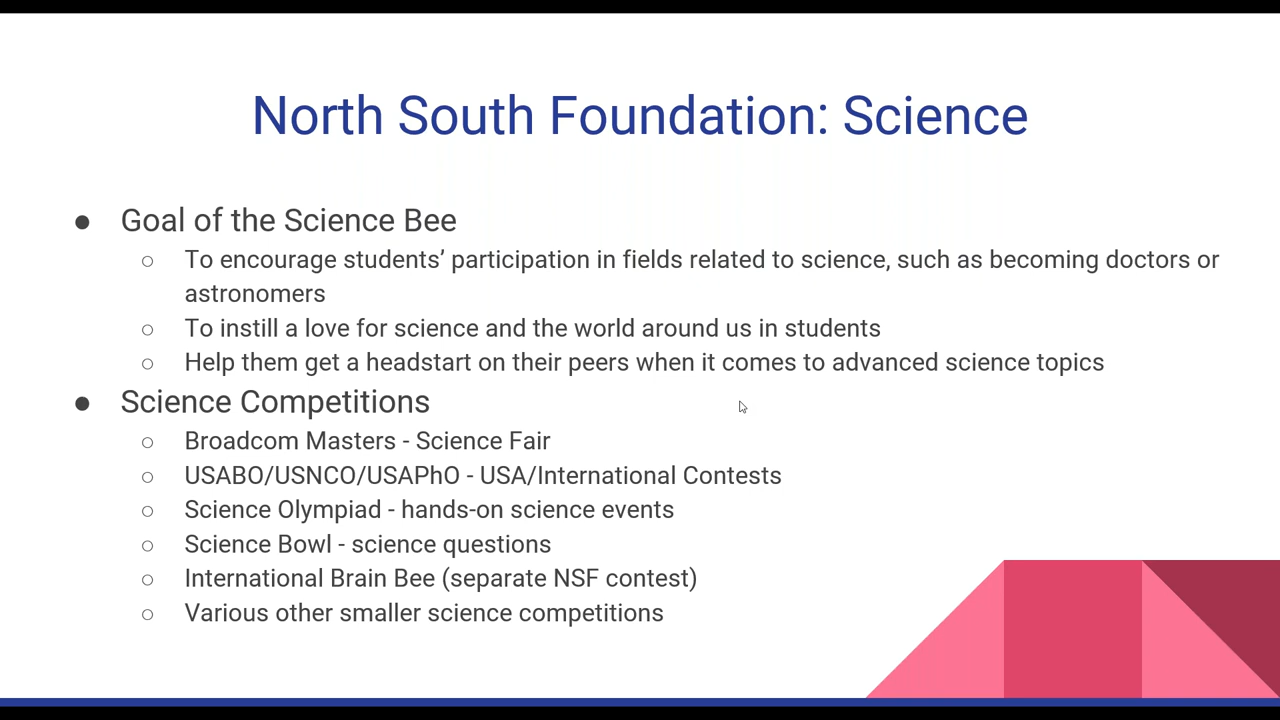 North South Foundation: Science
● Goal of the Science Bee
○ To encourage students’ participation in fields related to science, such as becoming doctors or
astronomers
○ To instill a love for science and the world around us in students
○ Help them get a headstart on their peers when it comes to advanced science topics
● Science Competitions
○ Broadcom Masters - Science Fair
○ USABO/USNCO/USAPhO - USA/International Contests
○ Science Olympiad - hands-on science events
○ Science Bowl - science questions
○ International Brain Bee (separate NSF contest)
○ Various other smaller science competitions